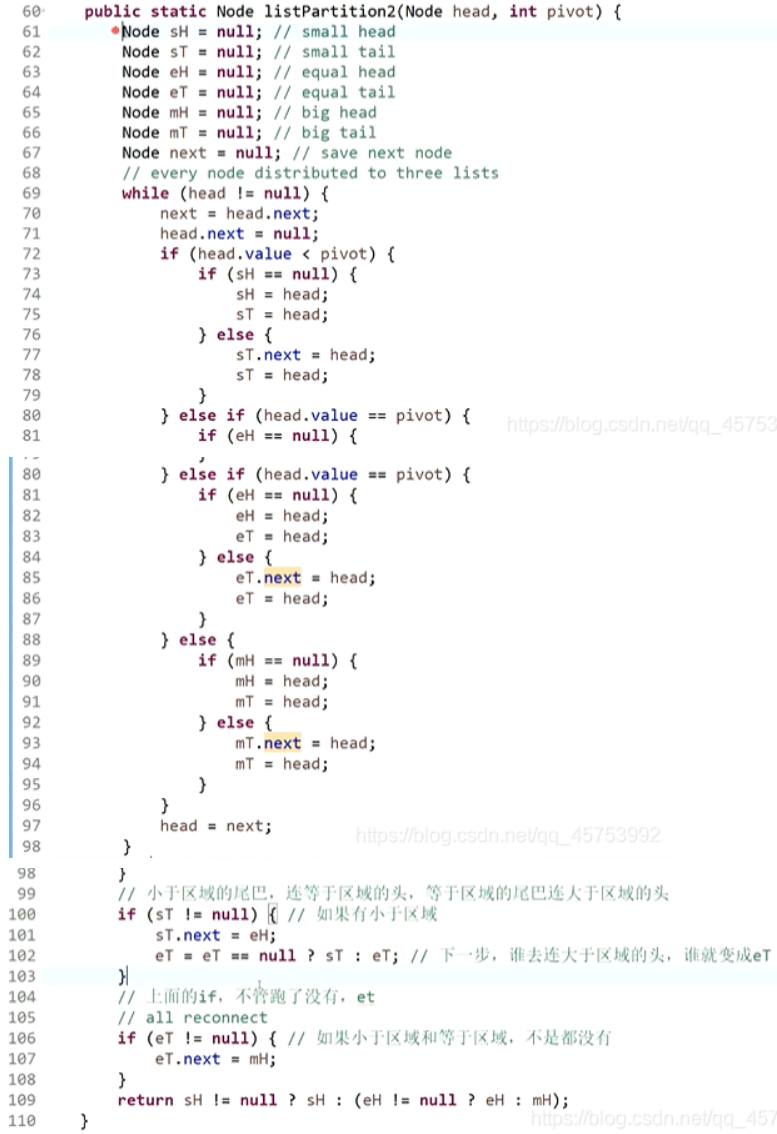 60 public static Node listPartition2(Node head, int pivot) {
61 Node sH = null; // small head
62 Node sT = null; // small tail
63 Node eH = null; // equal head
64 Node eT = null; // equal tail
65 Node mH = null; // big head
66 Node mT = null; // big tail
67 Node next = null; // save next node
68 // every node distributed to three lists
69 while (head != null) {
70 next = head.next;
71 head.next = null;
72 if (head.value < pivot) {
73 if (sH == null) {
74 sH = head;
75 sT = head;
76 } else {
77 sT.next = head;
78 sT = head;
79 }
80 } else if (head.value == pivot) {
https://blog.csdn.net/qq_45753
81 if (eH == null) {
80 } else if (head.value == pivot) {
81 if (eH == null) {
82 eH = head;
83 eT = head;
84 } else {
85 eT.next = head;
86 eT = head;
87 }
88 } else {
89 if (mH == null) {
90 mH = head;
91 mT = head;
92 } else {
93 mT.next = head;
94 mT = head;
95 }
96 }
97 head = next;
https://blog.csdn.net/qq_45753992
98 }
98 }
99 // 小于区域的尾巴，连等于区域的头，等于区域的尾巴连大于区域的头
100 if (sT != null) { // 如果有小于区域
101 sT.next = eH;
102 eT = eT == null ? sT : eT; // 下一步，谁去连大于区域的头，谁就变成eT
103 }
104 // 上面的if，不管跑了没有，et
105 // all reconnect
106 if (eT != null) { // 如果小于区域和等于区域，不是都没有
107 eT.next = mH;
108 }
109 return sH != null ? sH : (eH != null ? eH : mH);
110 }
https://blog.csdn.net/qq_457